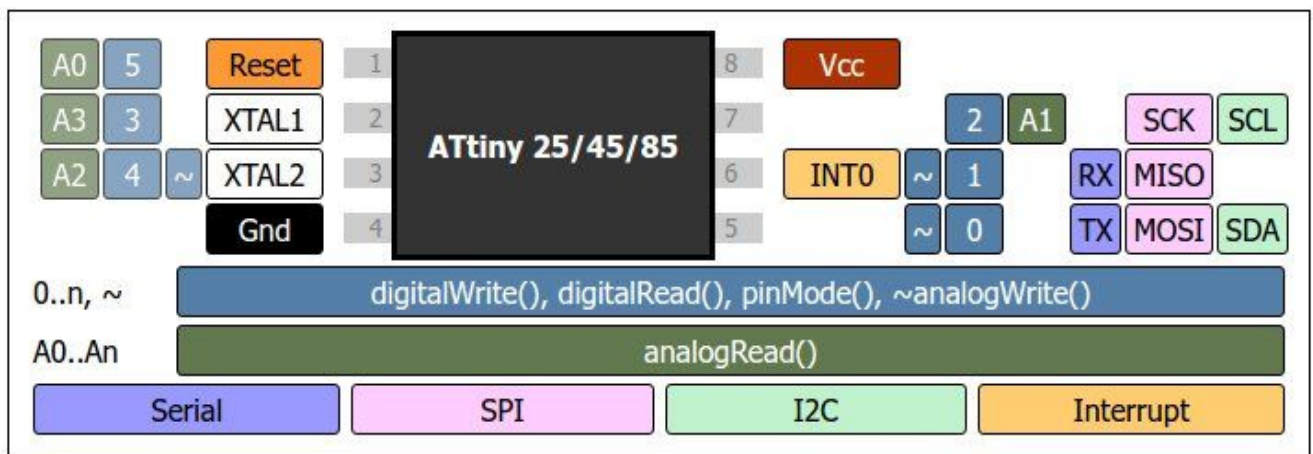 A0 5 Reset 1 8 Vcc
A3 3 XTAL1 2 ATtiny 25/45/85 7 2 A1 SCK SCL
A2 4 ~ XTAL2 3 6 INT0 ~ 1 RX MISO
Gnd 4 5 ~ 0 TX MOSI SDA
0..n, ~ digitalWrite(), digitalRead(), pinMode(), ~analogWrite()
A0..An analogRead()
Serial SPI I2C Interrupt